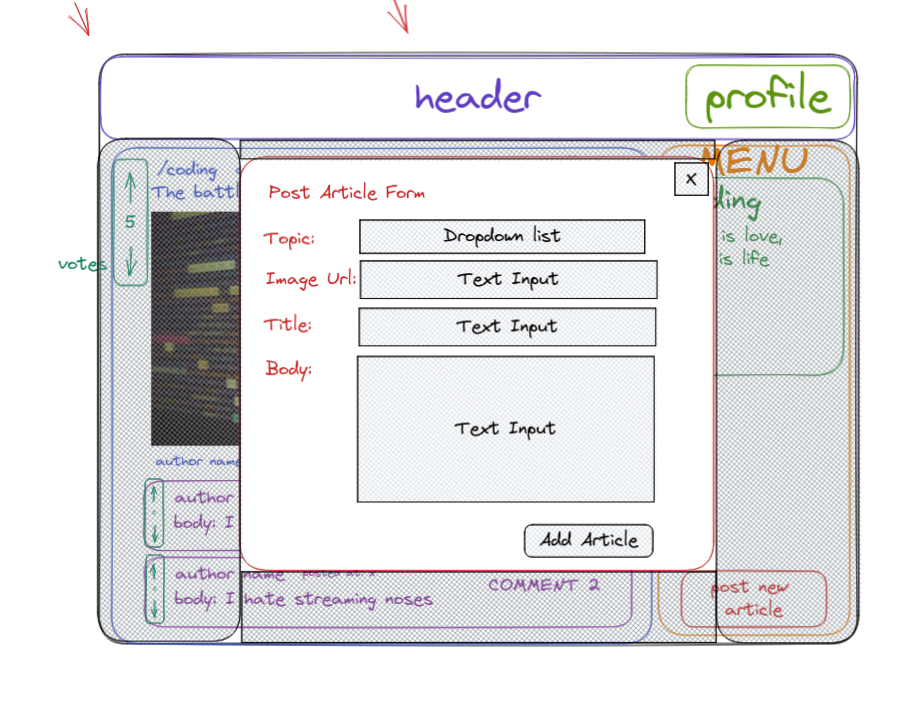 header
profile
MENU
/coding
The battl
5
votes
ding
is love,
is life
x
Post Article Form
Topic:
Dropdown list
Image Url:
Text Input
Title:
Text Input
Body:
Text Input
Add Article
author name
author
body: I
author name posted at: x
COMMENT 2
body: I hate streaming noses
post new
article